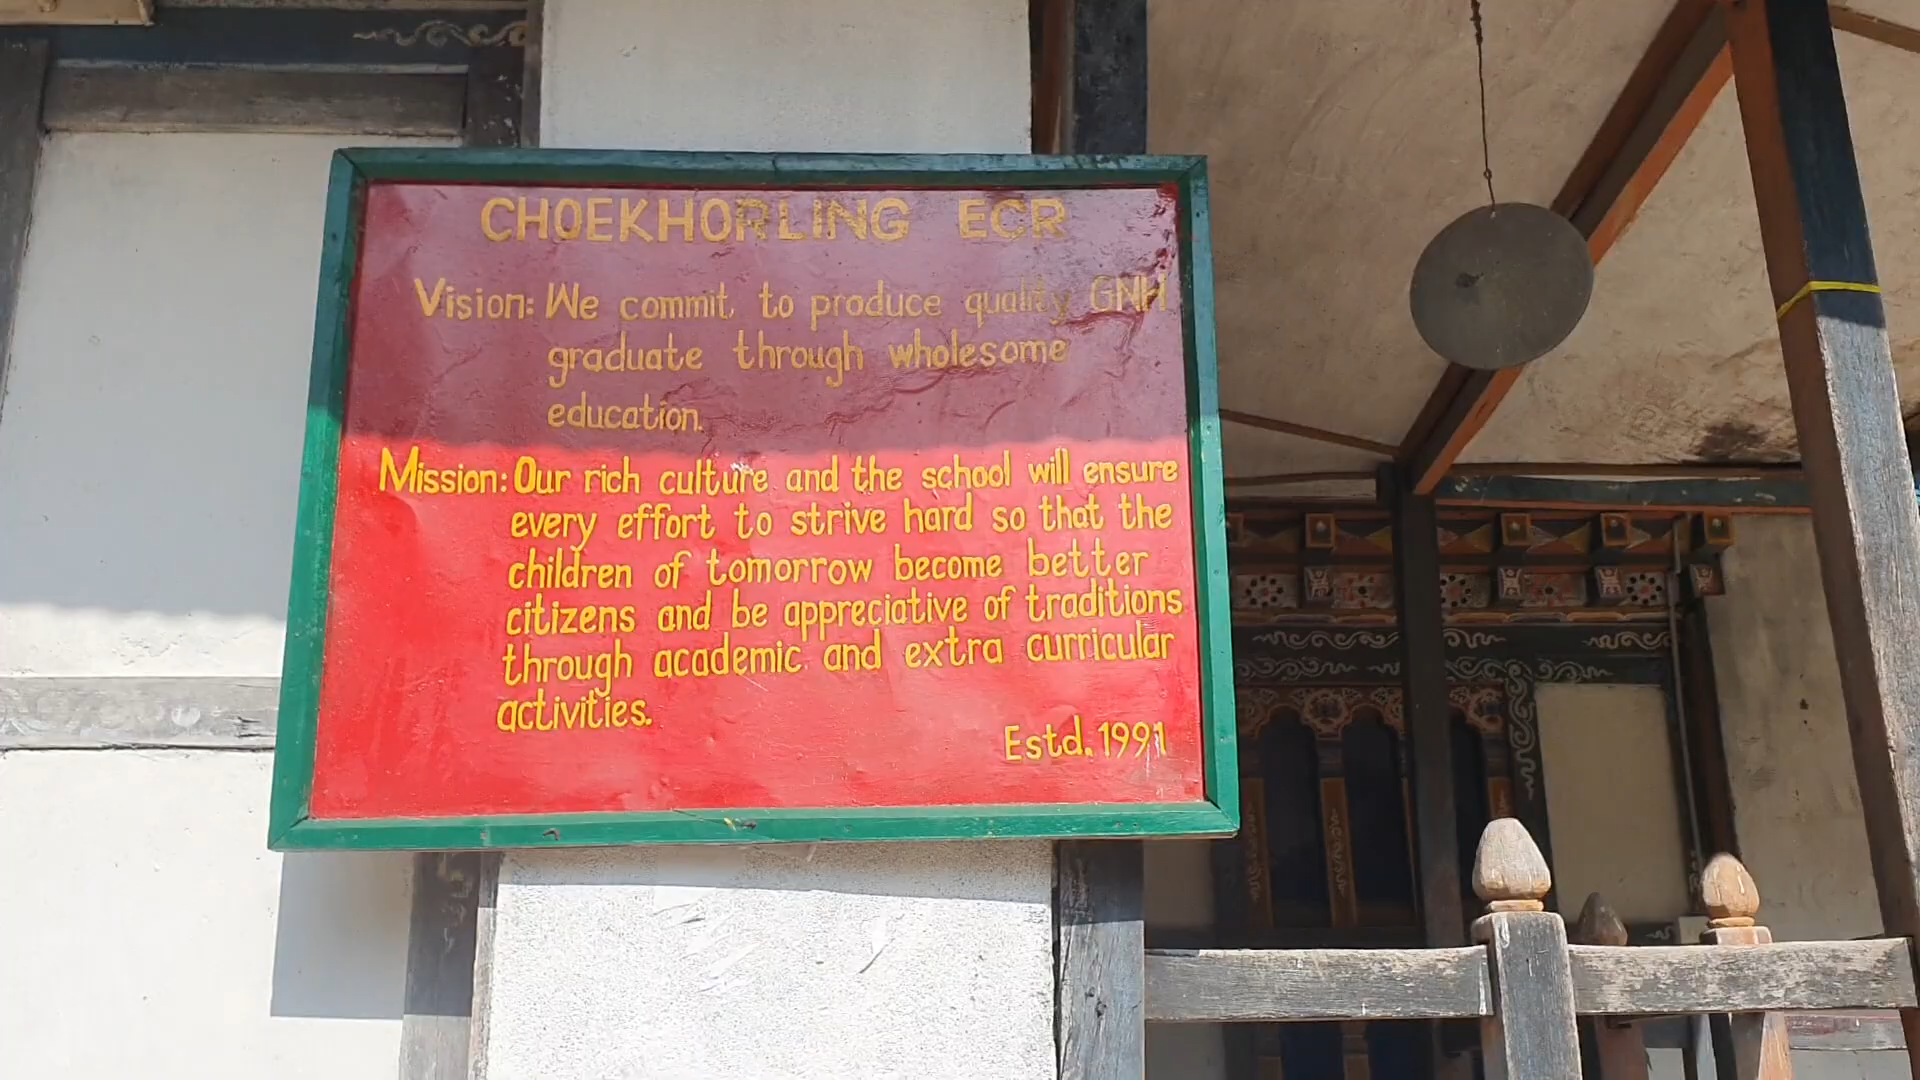 CHOEKHORLING ECR
Vision: We commit to produce quality GNH
graduate through wholesome
education.
Mission: Our rich culture and the school will ensure
every effort to strive hard so that the
children of tomorrow become better
citizens and be appreciative of traditions
through academic and extra curricular
activities.
Estd. 1991